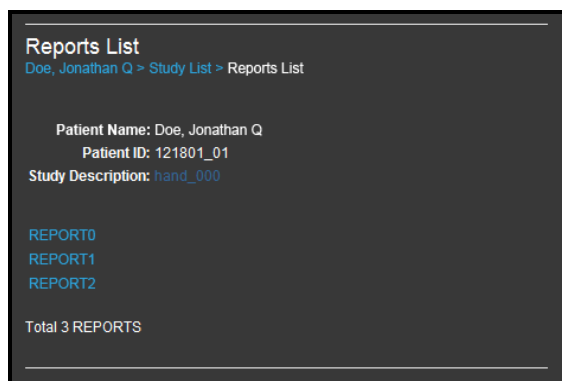 Reports List
Doe, Jonathan Q > Study List > Reports List
Patient Name: Doe, Jonathan Q
Patient ID: 121801_01
Study Description: hand_000
REPORT0
REPORT1
REPORT2
Total 3 REPORTS